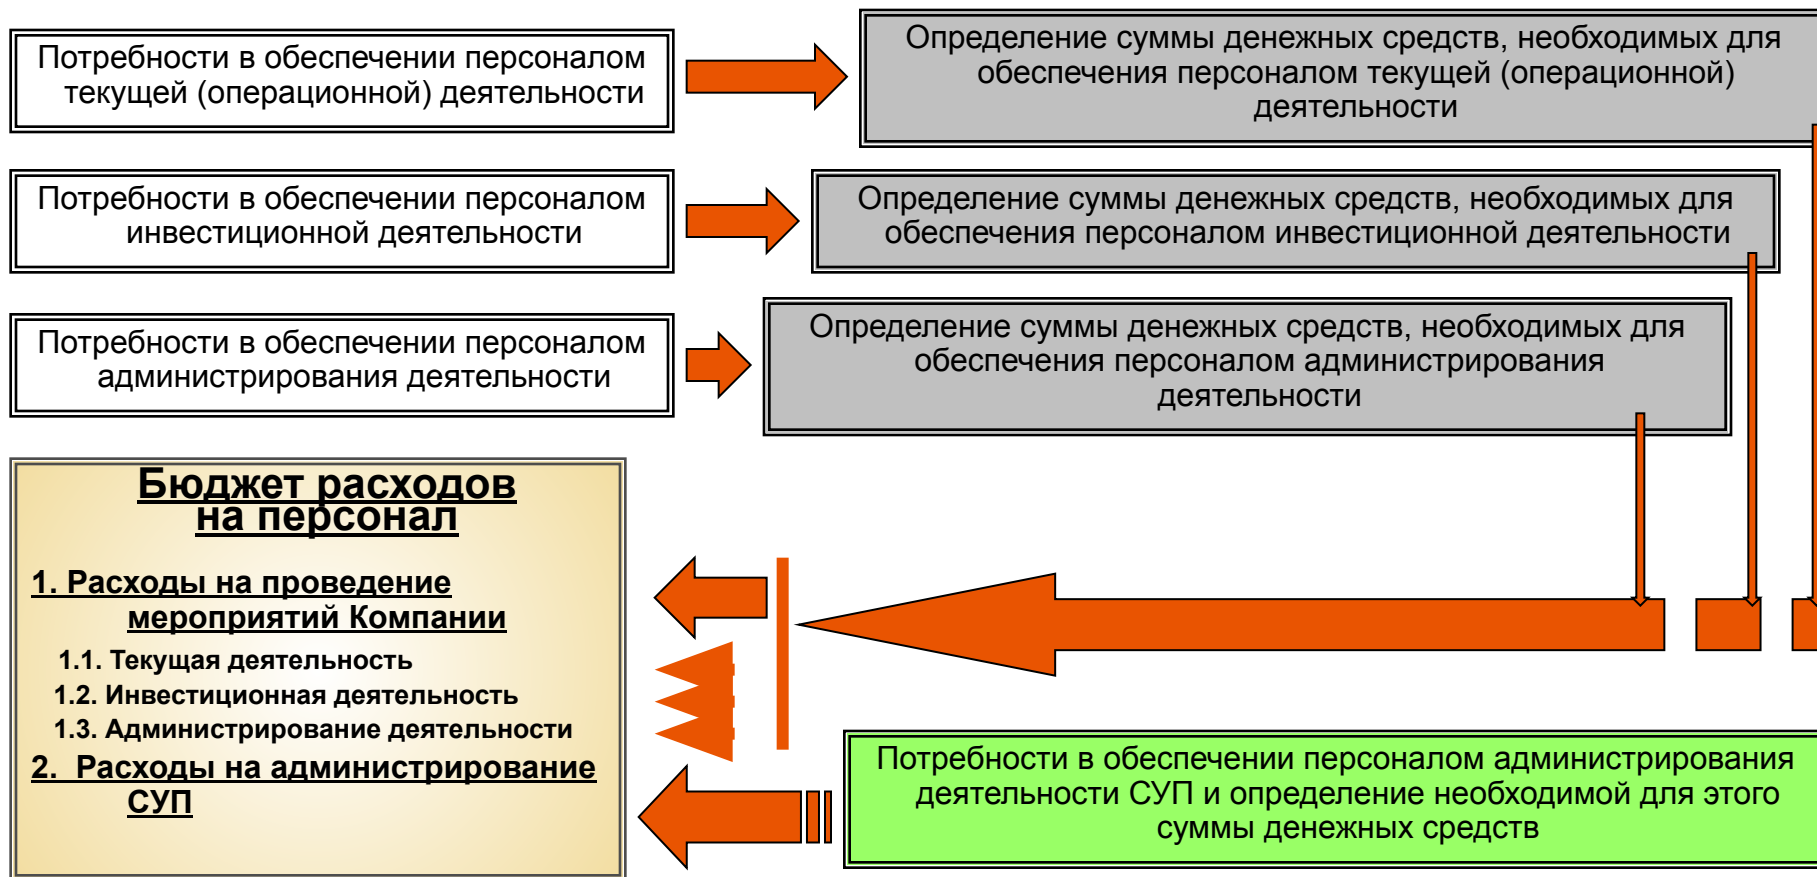 Потребности в обеспечении персоналом
текущей (операционной) деятельности
Определение суммы денежных средств, необходимых для
обеспечения персоналом текущей (операционной)
деятельности
Потребности в обеспечении персоналом
инвестиционной деятельности
Определение суммы денежных средств, необходимых для
обеспечения персоналом инвестиционной деятельности
Потребности в обеспечении персоналом
администрирования деятельности
Определение суммы денежных средств, необходимых для
обеспечения персоналом администрирования
деятельности
Бюджет расходов
на персонал
1. Расходы на проведение
мероприятий Компании
1.1. Текущая деятельность
1.2. Инвестиционная деятельность
1.3. Администрирование деятельности
2. Расходы на администрирование
СУП
Потребности в обеспечении персоналом администрирования
деятельности СУП и определение необходимой для этого
суммы денежных средств